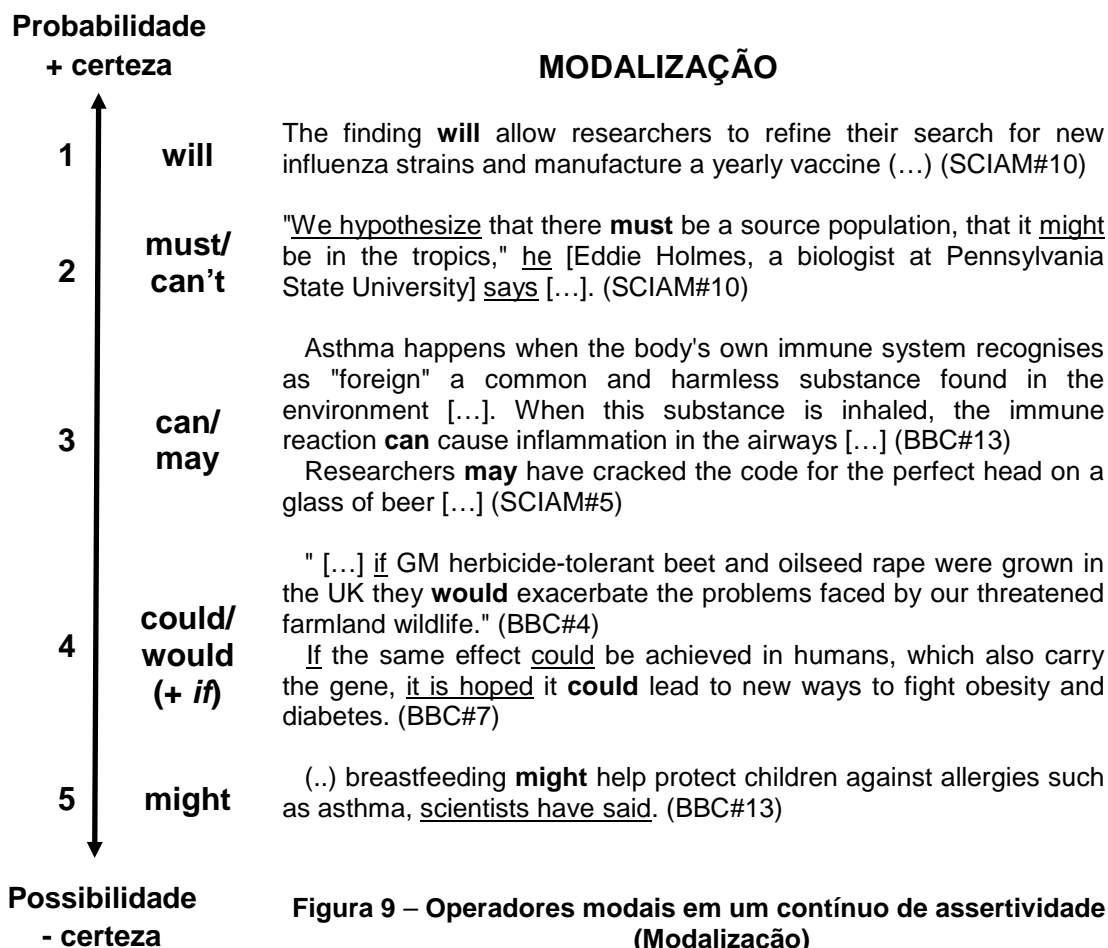 Probabilidade
+ certeza
MODALIZAÇÃO
1
will
The finding will allow researchers to refine their search for new
influenza strains and manufacture a yearly vaccine (…) (SCIAM#10)
2
must/
can't
"We hypothesize that there must be a source population, that it might
be in the tropics," he [Eddie Holmes, a biologist at Pennsylvania
State University] says […]. (SCIAM#10)
3
can/
may
Asthma happens when the body's own immune system recognises
as "foreign" a common and harmless substance found in the
environment […]. When this substance is inhaled, the immune
reaction can cause inflammation in the airways […] (BBC#13)
Researchers may have cracked the code for the perfect head on a
glass of beer […] (SCIAM#5)
4
could/
would
(+ if)
" […] if GM herbicide-tolerant beet and oilseed rape were grown in
the UK they would exacerbate the problems faced by our threatened
farmland wildlife." (BBC#4)
If the same effect could be achieved in humans, which also carry
the gene, it is hoped it could lead to new ways to fight obesity and
diabetes. (BBC#7)
5
might
(..) breastfeeding might help protect children against allergies such
as asthma, scientists have said. (BBC#13)
Possibilidade
- certeza
Figura 9 – Operadores modais em um contínuo de assertividade
(Modalização)